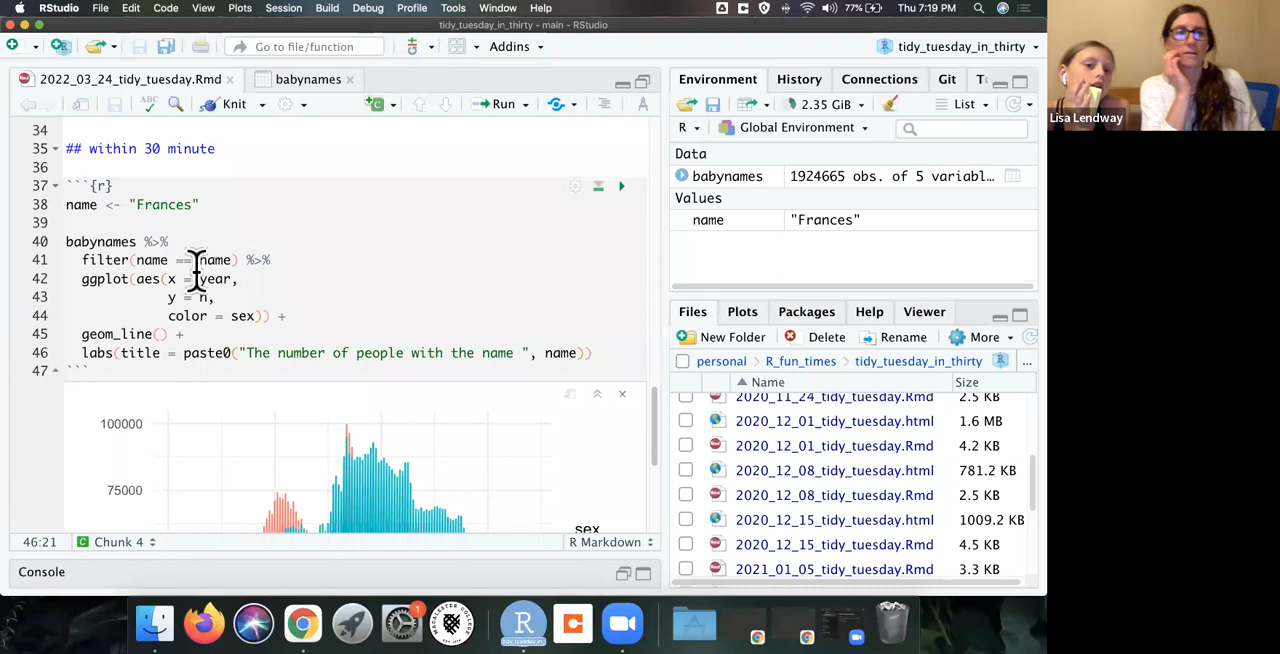 RStudio File Edit Code View Plots Session Build Debug Profile Tools Window Help 77% Thu 7:19 PM
tidy_tuesday_in_thirty - main - RStudio
Go to file/function Addins tidy_tuesday_in_thirty
2022_03_24_tidy_tuesday.Rmd babynames
ABC Knit Run
34
35 ## within 30 minute
36
37 ```{r}
38 name <- "Frances"
39
40 babynames %>%
41 filter(name == name) %>%
42 ggplot(aes(x = year,
43 y = n,
44 color = sex)) +
45 geom_line() +
46 labs(title = paste0("The number of people with the name ", name))
47 ```
100000
75000
sex
46:21 Chunk 4 R Markdown
Console
Environment History Connections Git
2.35 GiB List
R Global Environment
Data
babynames 1924665 obs. of 5 variabl…
Values
name "Frances"
Files Plots Packages Help Viewer
New Folder Delete Rename More
personal R_fun_times tidy_tuesday_in_thirty ...
Name Size
2020_11_24_tidy_tuesday.Rmd 2.5 KB
2020_12_01_tidy_tuesday.html 1.6 MB
2020_12_01_tidy_tuesday.Rmd 4.2 KB
2020_12_08_tidy_tuesday.html 781.2 KB
2020_12_08_tidy_tuesday.Rmd 2.5 KB
2020_12_15_tidy_tuesday.html 1009.2 KB
2020_12_15_tidy_tuesday.Rmd 4.5 KB
2021_01_05_tidy_tuesday.Rmd 3.3 KB
Lisa Lendway